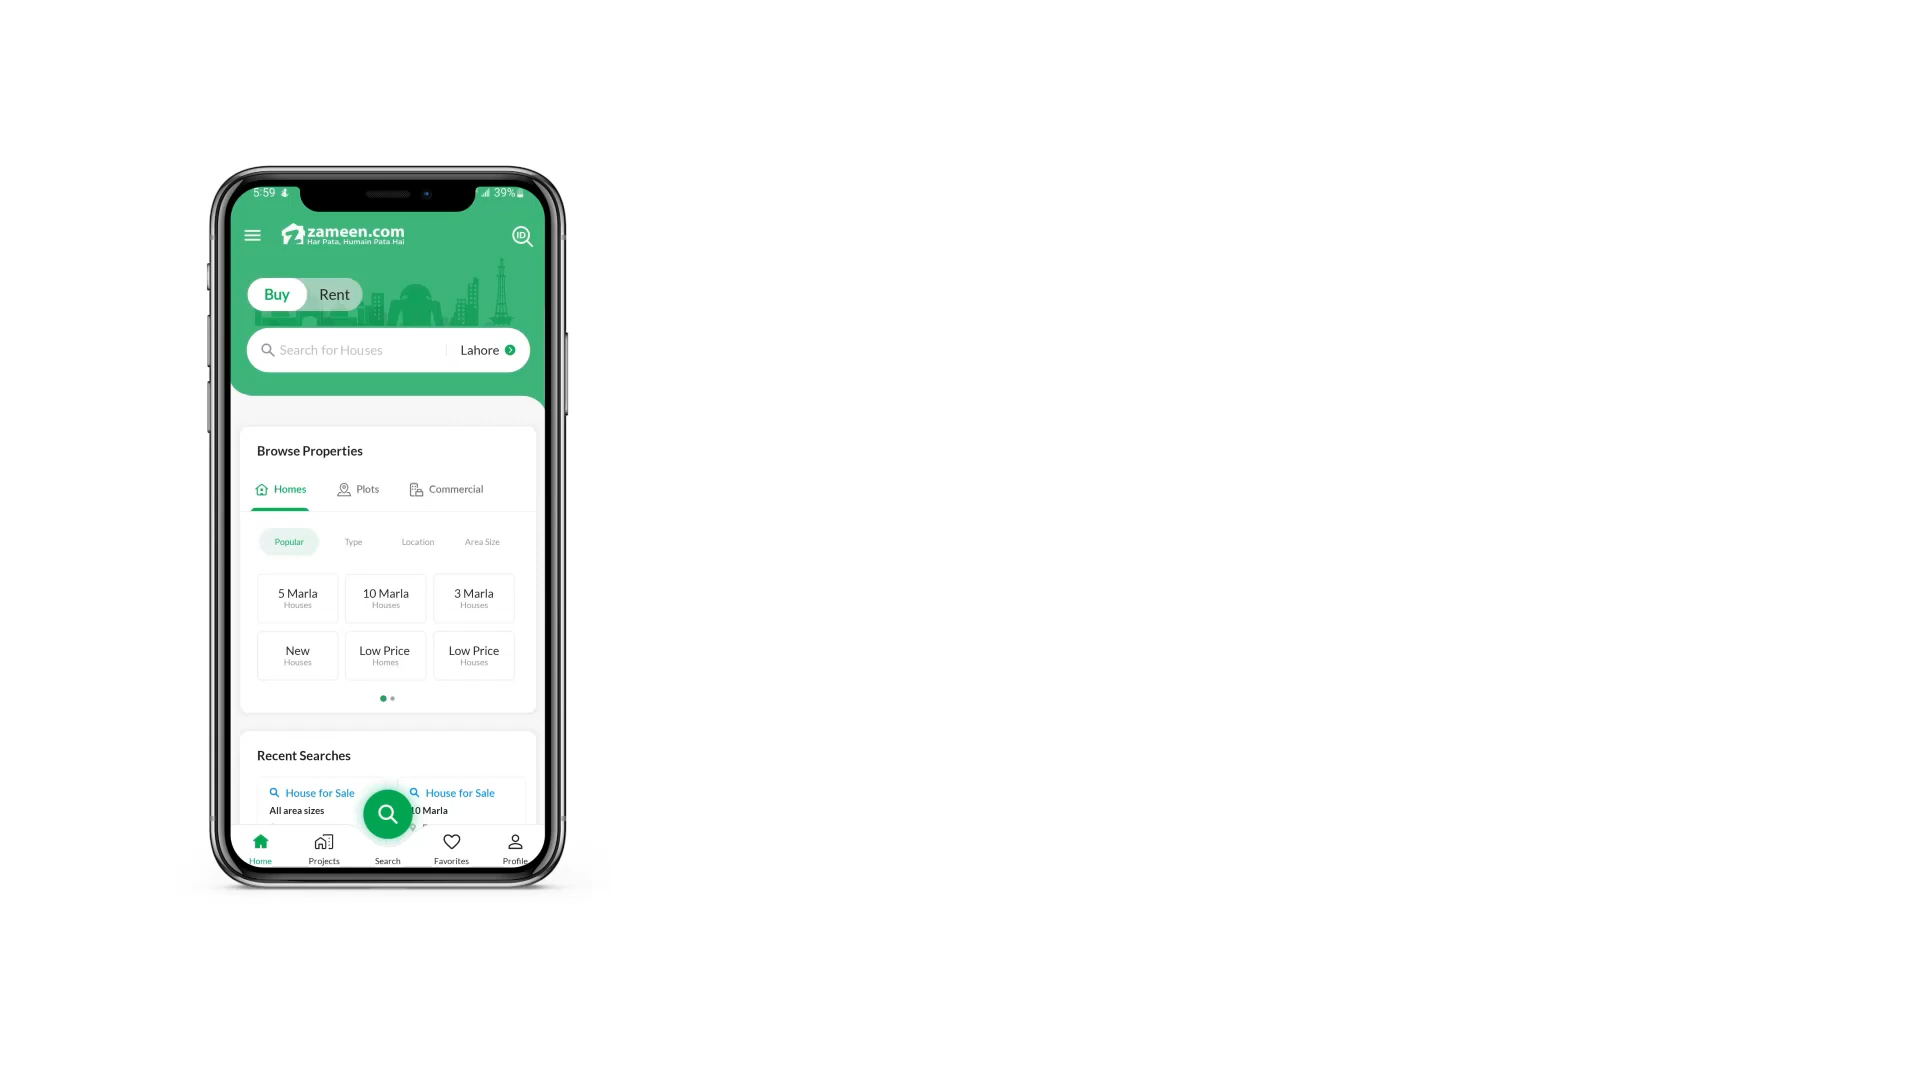 5:59 39%
zameen.com
Har Pata, Humain Pata Hai
ID
Buy Rent
Search for Houses Lahore
Browse Properties
Homes Plots Commercial
Popular Type Location Area Size
5 Marla 10 Marla 3 Marla
Houses Houses Houses
New Low Price Low Price
Houses Homes Houses
Recent Searches
House for Sale House for Sale
All area sizes 10 Marla
Home Projects Search Favorites Profile